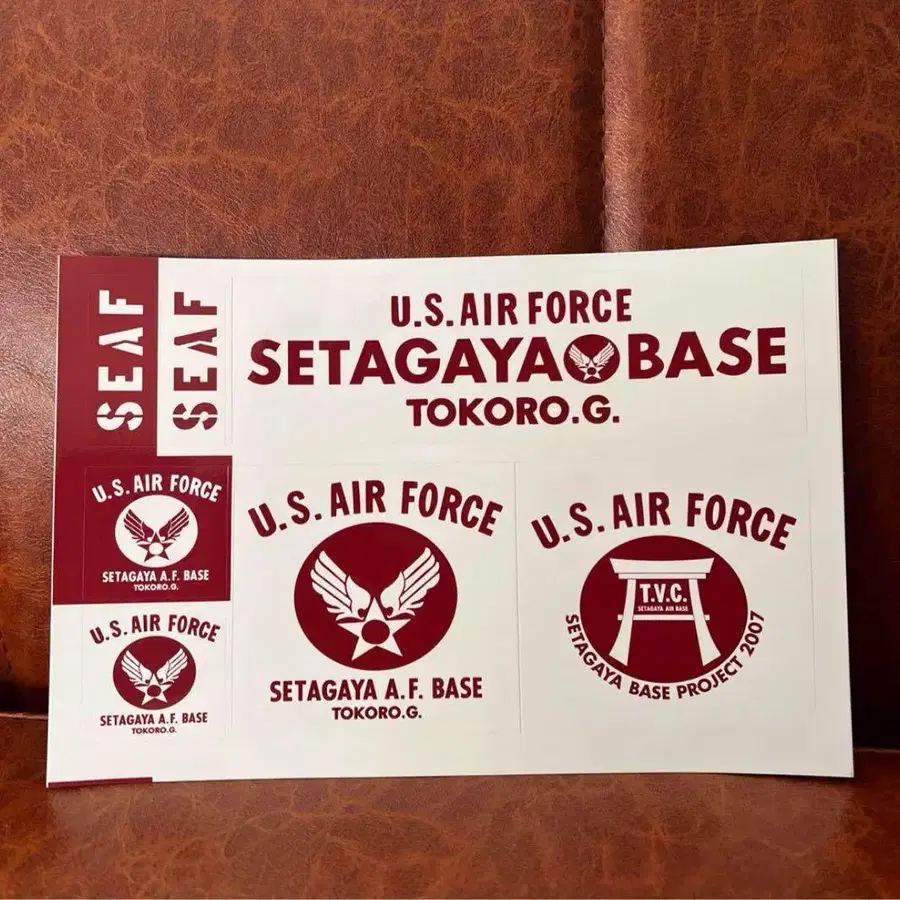 SEAF
SEAF
U.S. AIR FORCE
SETAGAYA BASE
TOKORO.G.
U.S. AIR FORCE
SETAGAYA A.F. BASE
TOKORO.G.
U.S. AIR FORCE
SETAGAYA A.F. BASE
TOKORO.G.
U.S. AIR FORCE
SETAGAYA A.F. BASE
TOKORO.G.
U.S. AIR FORCE
T.V.C.
SETAGAYA AIR BASE
SETAGAYA BASE PROJECT 2007